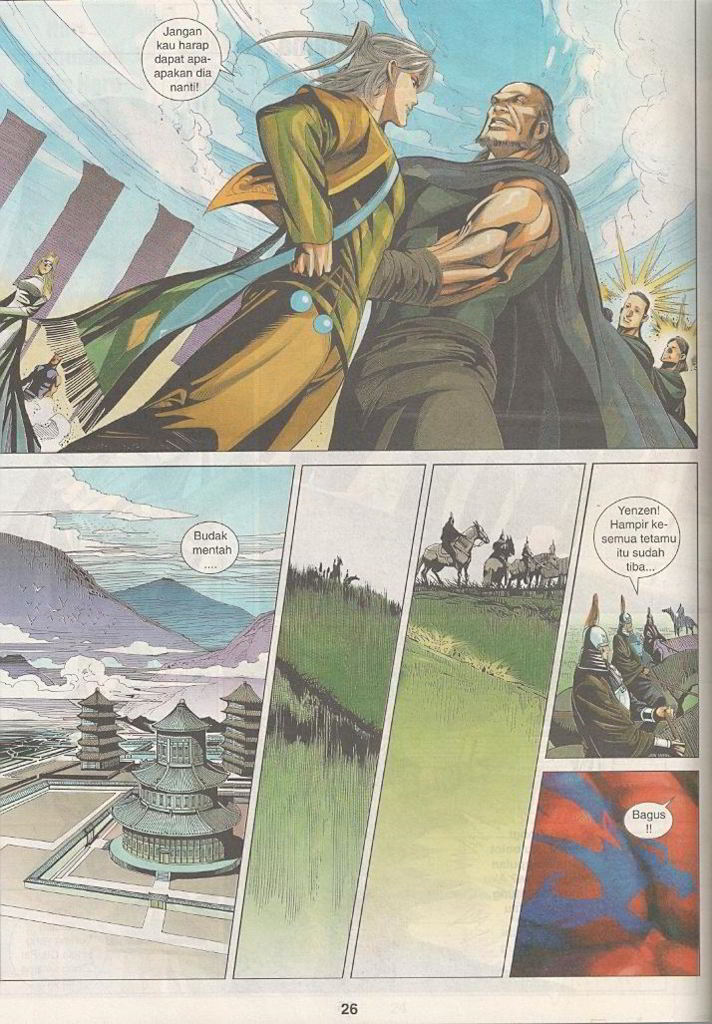 Jangan
kau harap
dapat apa-
apakan dia
nanti!
Budak
mentah
....
Yenzen!
Hampir ke-
semua tetamu
itu sudah
tiba...
Bagus
!!
26